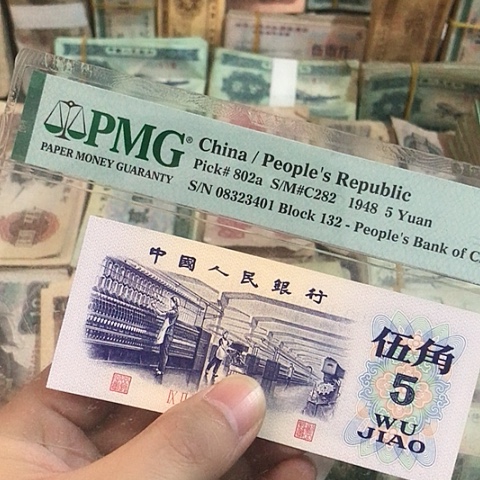 PMG®
PAPER MONEY GUARANTY
China / People's Republic
Pick# 802a S/M#C282 1948 5 Yuan
S/N 08323401 Block 132 - People's Bank of
中國人民銀行
伍角
5
WU
JIAO